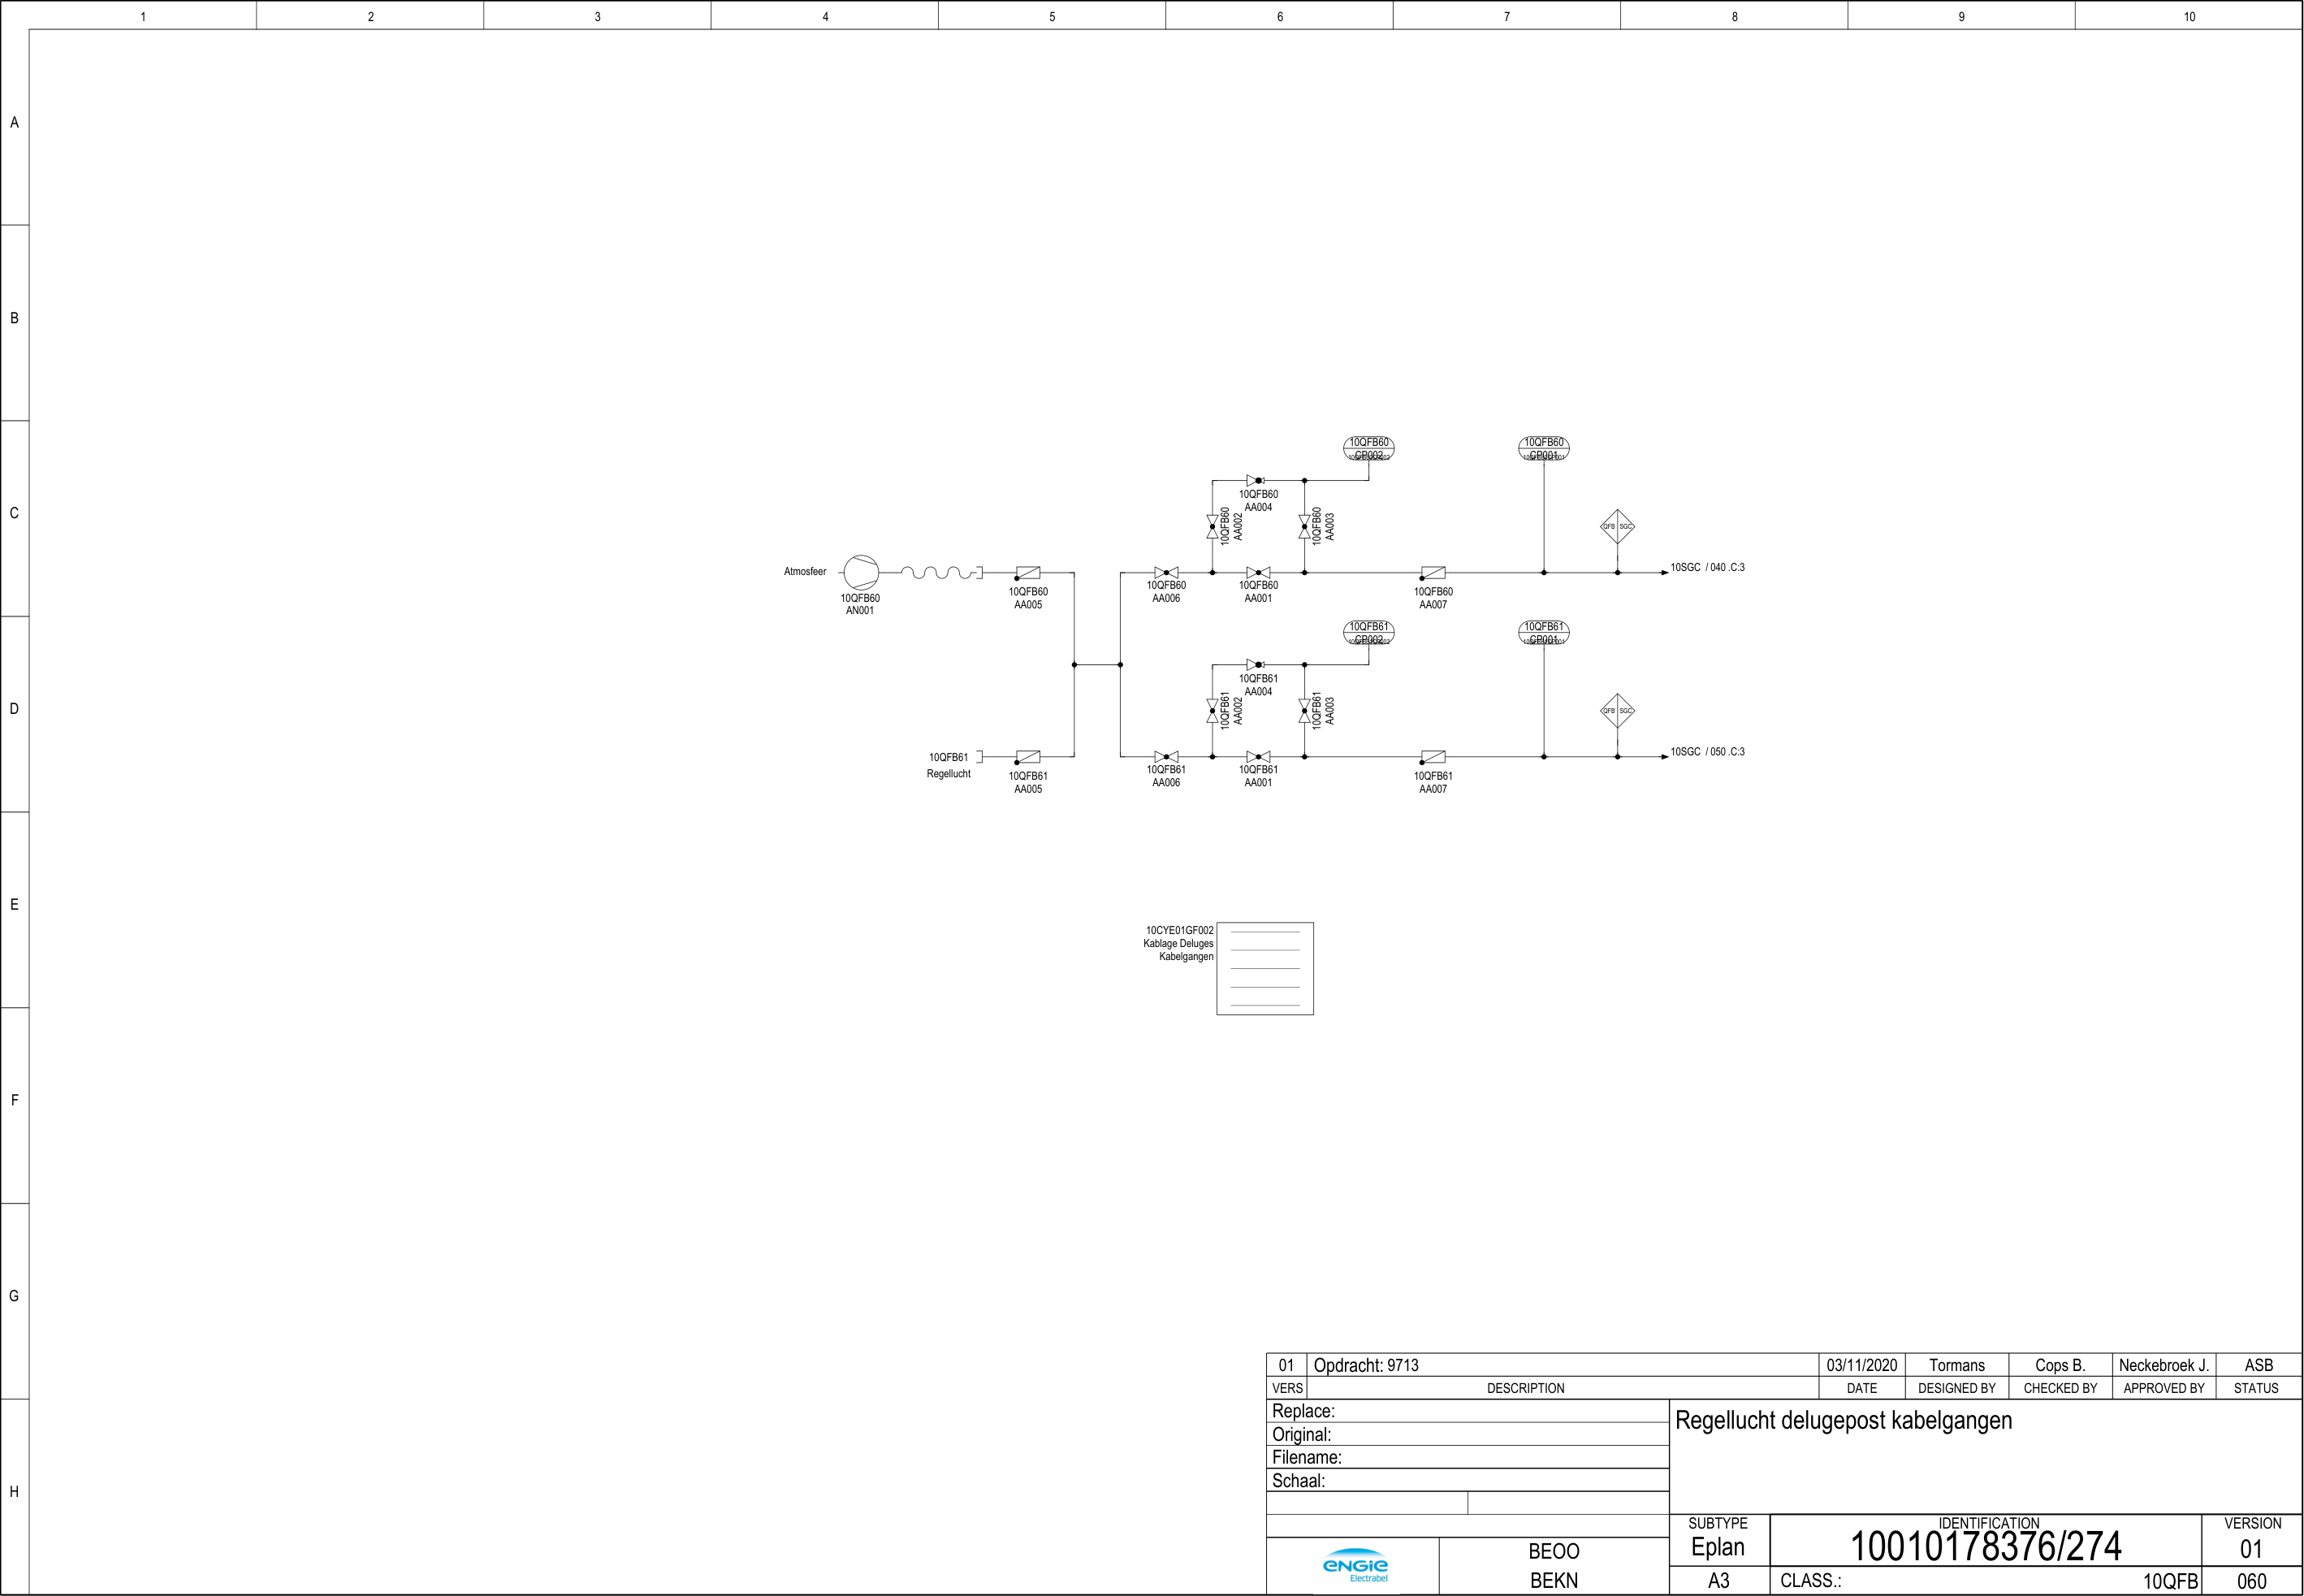 1 2 3 4 5 6 7 8 9 10
A
B
C
D
E
F
G
H
10QFB60
GP002
10QFB60
GP001
10QFB60
AA004
10QFB60
AA002
10QFB60
AA003
QFB SGC
Atmosfeer
10QFB60
AN001
10QFB60
AA005
10QFB60
AA006
10QFB60
AA001
10QFB60
AA007
10SGC / 040 .C:3
10QFB61
GP002
10QFB61
GP001
10QFB61
AA004
10QFB61
AA002
10QFB61
AA003
QFB SGC
10QFB61
Regellucht
10QFB61
AA005
10QFB61
AA006
10QFB61
AA001
10QFB61
AA007
10SGC / 050 .C:3
10CYE01GF002
Kablage Deluges
Kabelgangen
01 Opdracht: 9713 03/11/2020 Tormans Cops B. Neckebroek J. ASB
VERS DESCRIPTION DATE DESIGNED BY CHECKED BY APPROVED BY STATUS
Replace:
Original:
Filename:
Schaal:
Regellucht delugepost kabelgangen
ENGIE
Electrabel
BEOO
BEKN
SUBTYPE
Eplan
A3
IDENTIFICATION
10010178376/274
CLASS.: 10QFB
VERSION
01
060